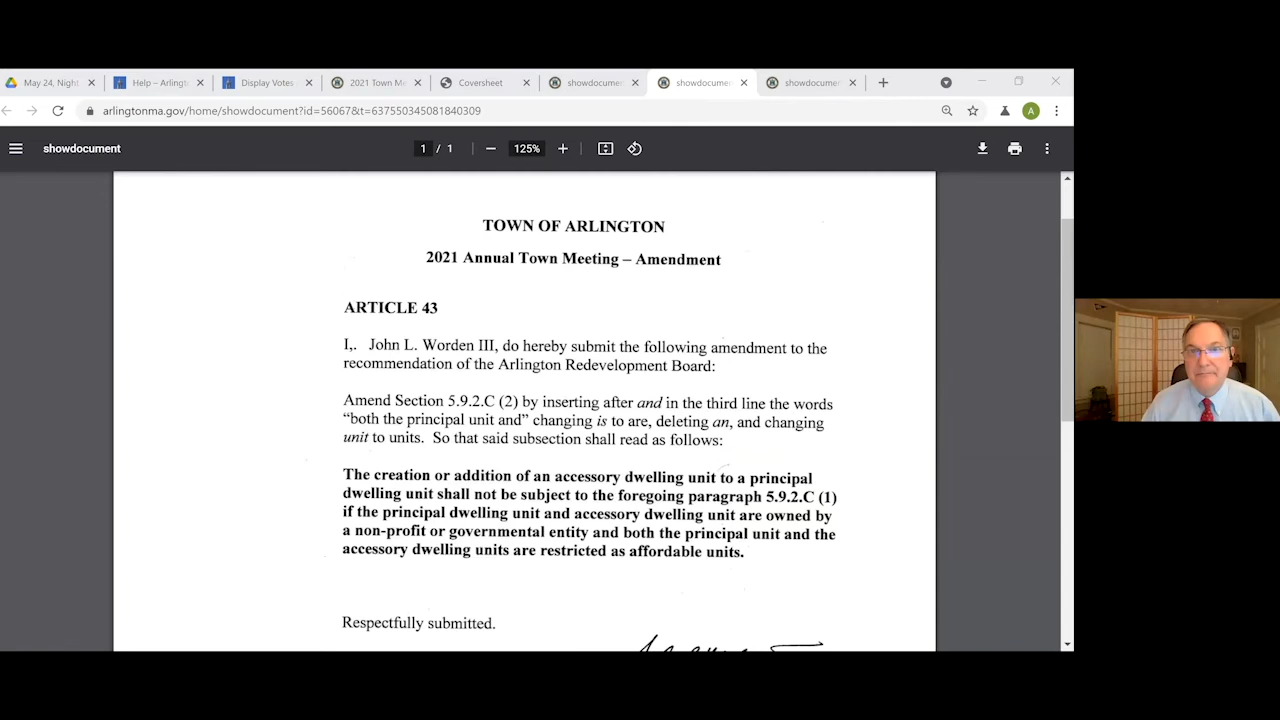 May 24, Nigh
Help – Arlingt
Display Votes
2021 Town M
Coversheet
showdocumen
showdocumen
showdocumen
arlingtonma.gov/home/showdocument?id=56067&t=637550345081840309
A
showdocument
1 / 1
125%
TOWN OF ARLINGTON
2021 Annual Town Meeting – Amendment
ARTICLE 43
I,. John L. Worden III, do hereby submit the following amendment to the
recommendation of the Arlington Redevelopment Board:
Amend Section 5.9.2.C (2) by inserting after and in the third line the words
“both the principal unit and” changing is to are, deleting an, and changing
unit to units. So that said subsection shall read as follows:
The creation or addition of an accessory dwelling unit to a principal
dwelling unit shall not be subject to the foregoing paragraph 5.9.2.C (1)
if the principal dwelling unit and accessory dwelling unit are owned by
a non-profit or governmental entity and both the principal unit and the
accessory dwelling units are restricted as affordable units.
Respectfully submitted.